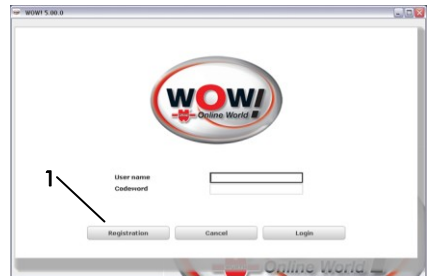 WOW! 5.00.0
WOW!
Online World
User name
Codeword
1
Registration
Cancel
Login
Online World